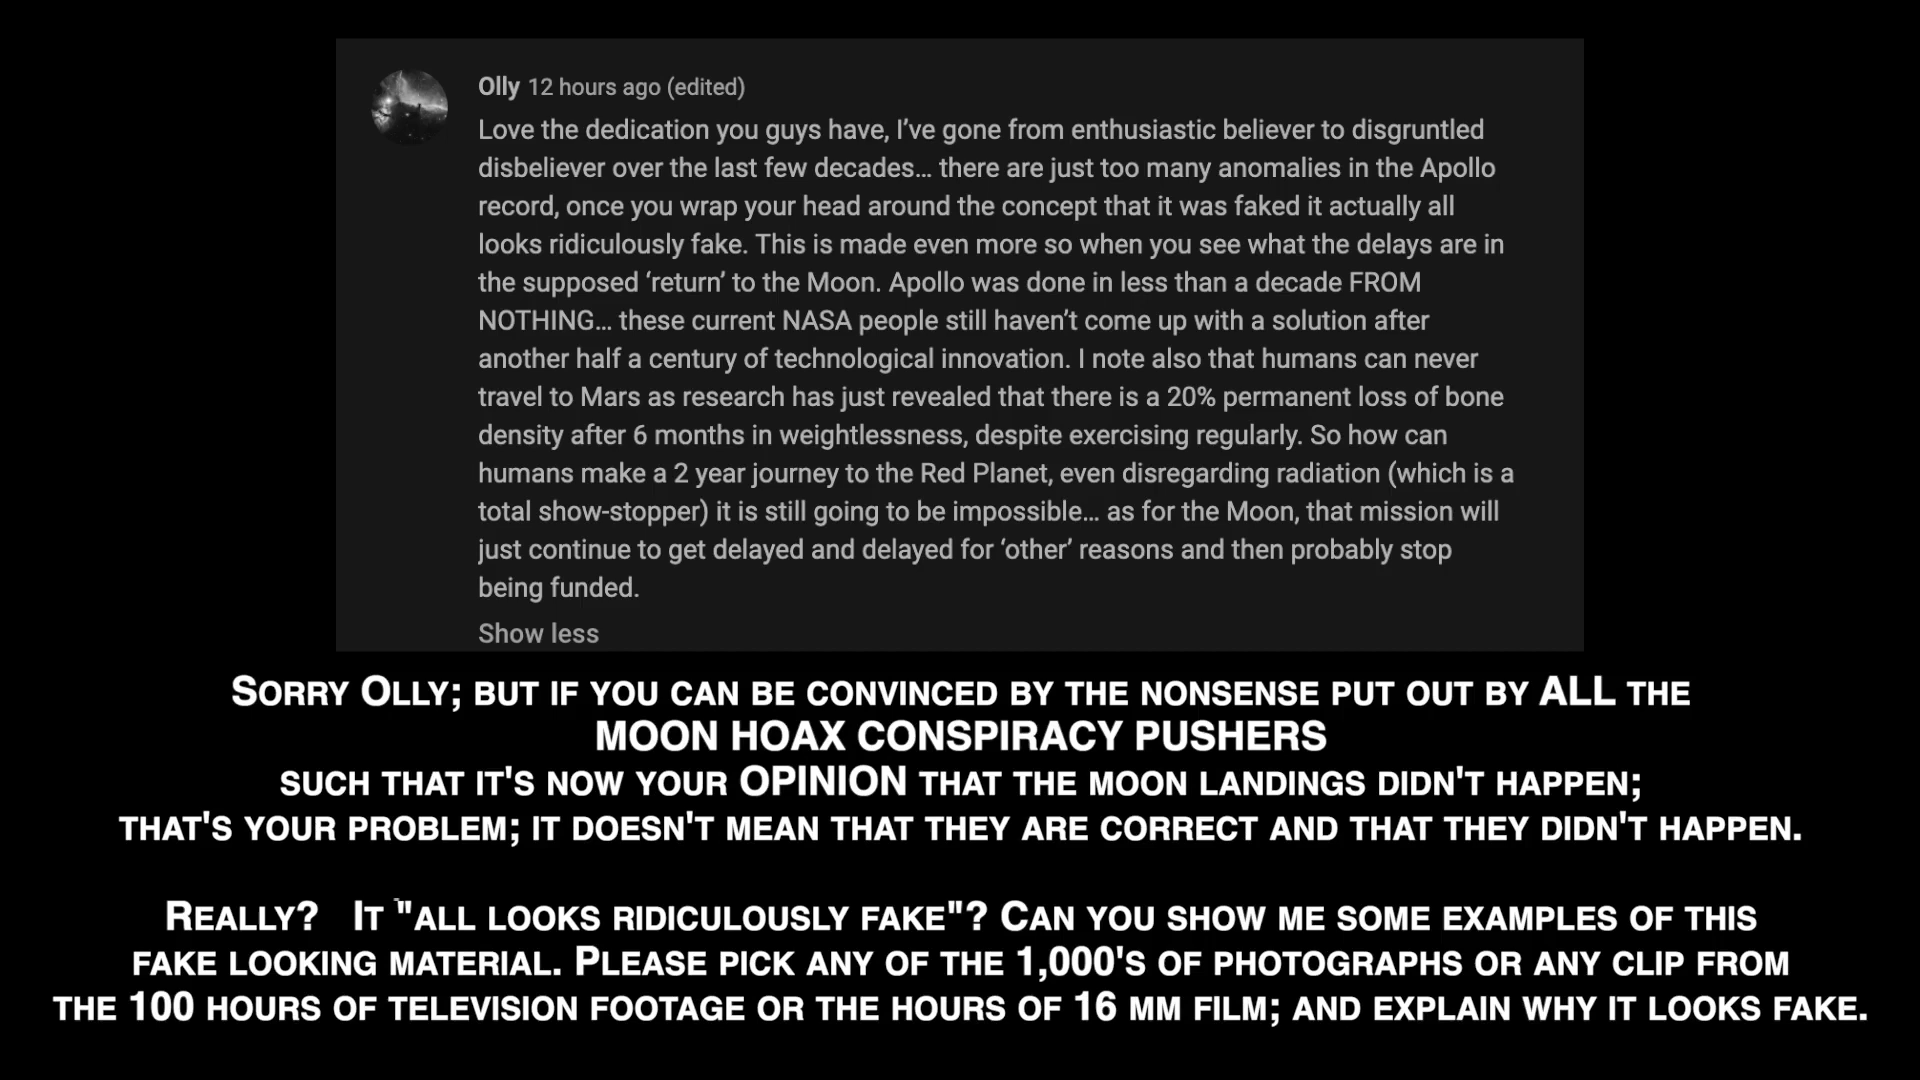 Olly 12 hours ago (edited)
Love the dedication you guys have, I've gone from enthusiastic believer to disgruntled
disbeliever over the last few decades... there are just too many anomalies in the Apollo
record, once you wrap your head around the concept that it was faked it actually all
looks ridiculously fake. This is made even more so when you see what the delays are in
the supposed ‘return’ to the Moon. Apollo was done in less than a decade FROM
NOTHING... these current NASA people still haven't come up with a solution after
another half a century of technological innovation. I note also that humans can never
travel to Mars as research has just revealed that there is a 20% permanent loss of bone
density after 6 months in weightlessness, despite exercising regularly. So how can
humans make a 2 year journey to the Red Planet, even disregarding radiation (which is a
total show-stopper) it is still going to be impossible... as for the Moon, that mission will
just continue to get delayed and delayed for ‘other’ reasons and then probably stop
being funded.
Show less
SORRY OLLY; BUT IF YOU CAN BE CONVINCED BY THE NONSENSE PUT OUT BY ALL THE
MOON HOAX CONSPIRACY PUSHERS
SUCH THAT IT'S NOW YOUR OPINION THAT THE MOON LANDINGS DIDN'T HAPPEN;
THAT'S YOUR PROBLEM; IT DOESN'T MEAN THAT THEY ARE CORRECT AND THAT THEY DIDN'T HAPPEN.
REALLY? IT "ALL LOOKS RIDICULOUSLY FAKE"? CAN YOU SHOW ME SOME EXAMPLES OF THIS
FAKE LOOKING MATERIAL. PLEASE PICK ANY OF THE 1,000'S OF PHOTOGRAPHS OR ANY CLIP FROM
THE 100 HOURS OF TELEVISION FOOTAGE OR THE HOURS OF 16 MM FILM; AND EXPLAIN WHY IT LOOKS FAKE.